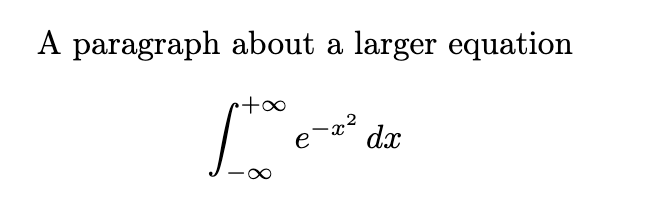 A paragraph about a larger equation
∫_{-∞}^{+∞} e^{-x^2} dx